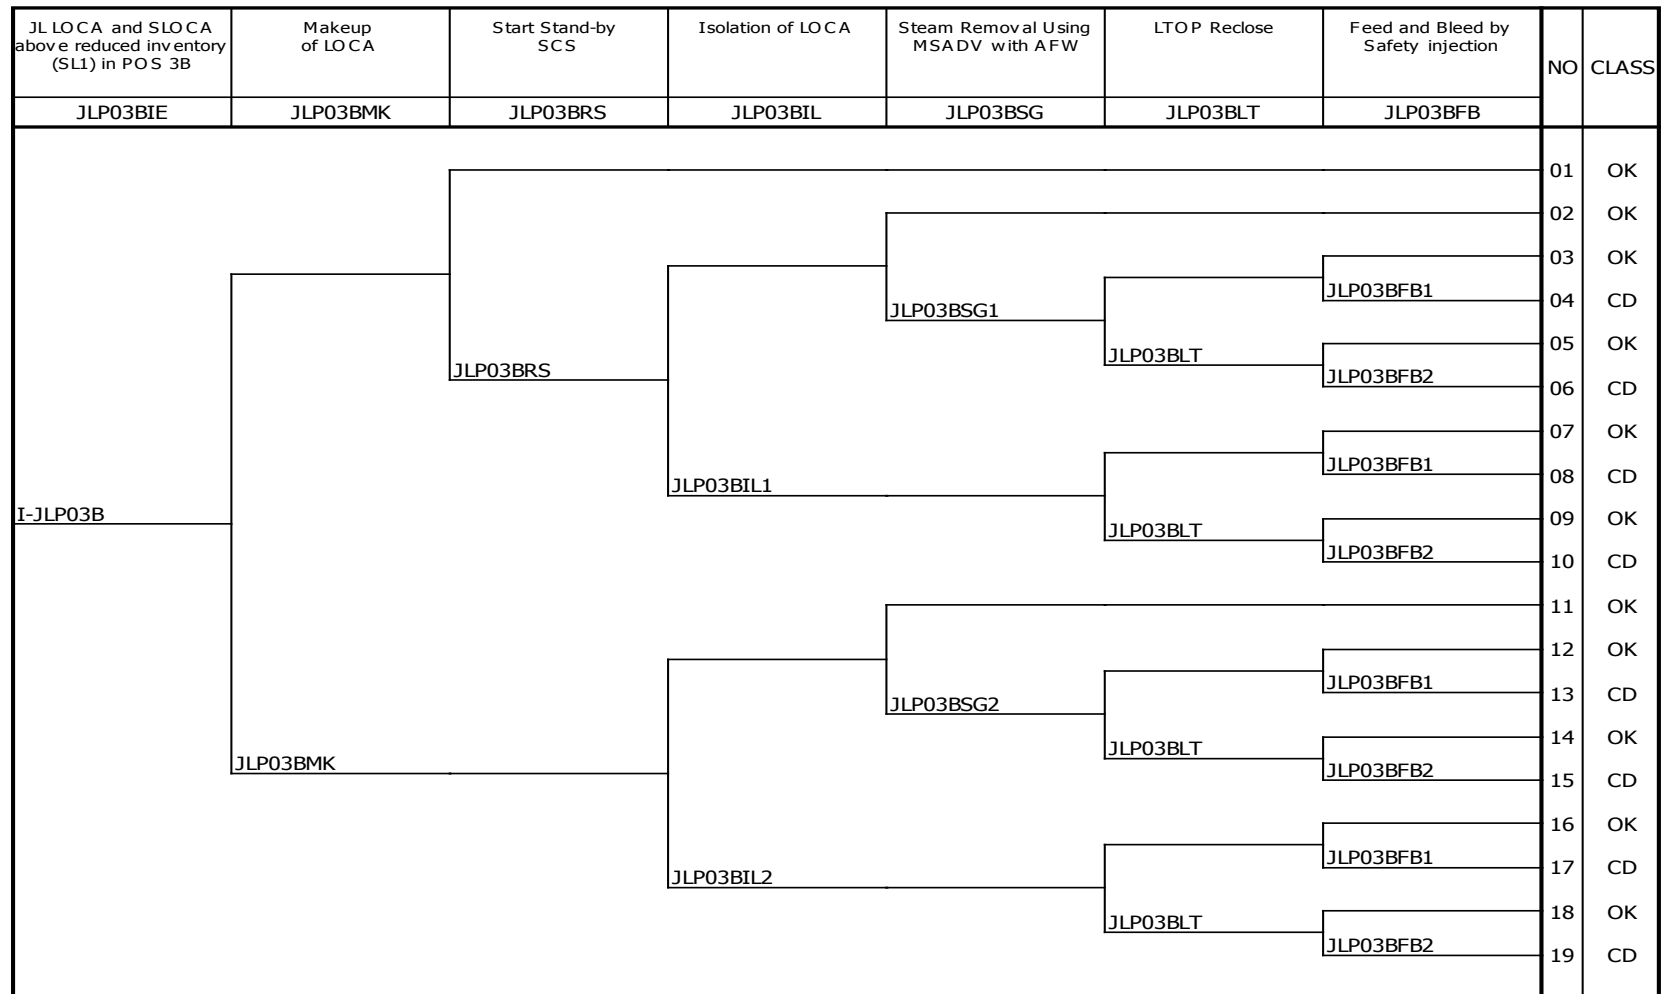 JL LOCA and SLOCA
above reduced inventory
(SL1) in POS 3B
Makeup
of LOCA
Start Stand-by
SCS
Isolation of LOCA
Steam Removal Using
MSADV with AFW
LTOP Reclose
Feed and Bleed by
Safety injection
NO
CLASS
JLP03BIE
JLP03BMK
JLP03BRS
JLP03BIL
JLP03BSG
JLP03BLT
JLP03BFB
01 OK
02 OK
03 OK
JLP03BFB1
04 CD
JLP03BSG1
05 OK
JLP03BLT
JLP03BRS
JLP03BFB2
06 CD
07 OK
JLP03BFB1
08 CD
JLP03BIL1
I-JLP03B
09 OK
JLP03BLT
JLP03BFB2
10 CD
11 OK
12 OK
JLP03BFB1
13 CD
JLP03BSG2
14 OK
JLP03BLT
JLP03BMK
JLP03BFB2
15 CD
16 OK
JLP03BFB1
17 CD
JLP03BIL2
18 OK
JLP03BLT
JLP03BFB2
19 CD